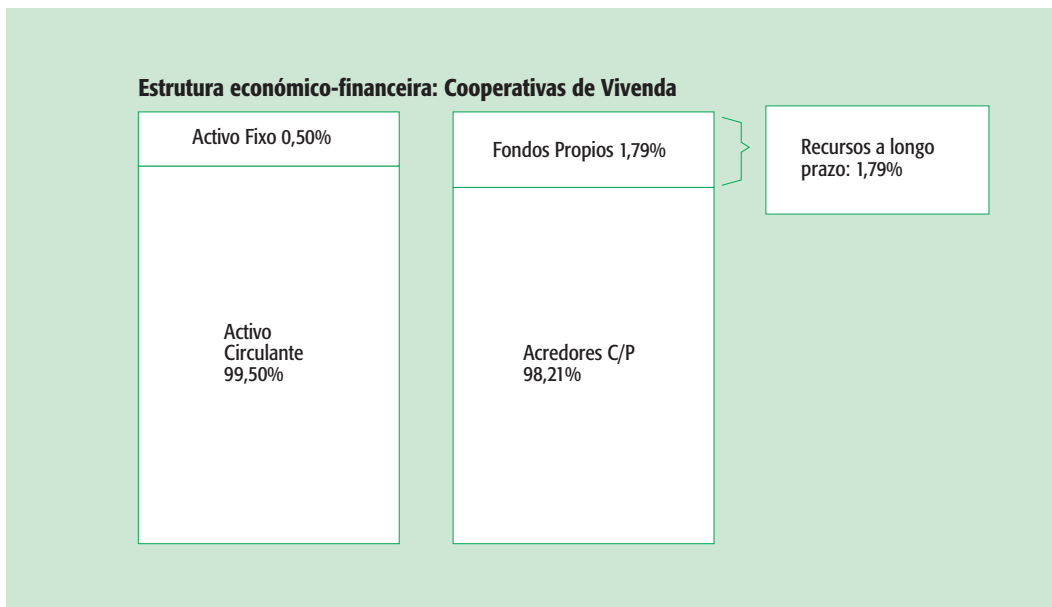 Estrutura económico-financeira: Cooperativas de Vivenda
Activo Fixo 0,50%
Activo
Circulante
99,50%
Fondos Propios 1,79%
Acredores C/P
98,21%
Recursos a longo
prazo: 1,79%